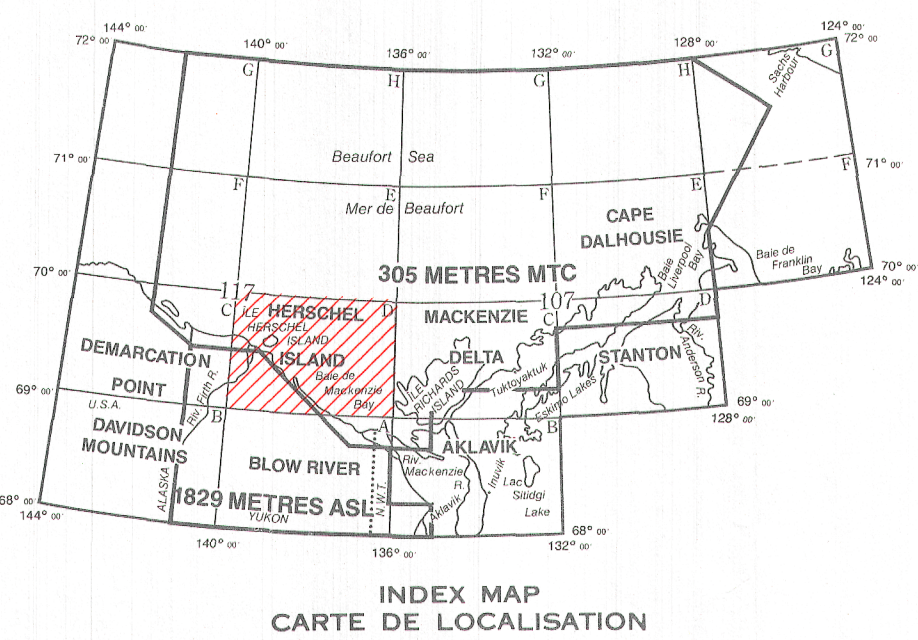 144° 00'
140° 00'
136° 00'
132° 00'
128° 00'
124° 00'
72° 00'
72° 00'
G
H
G
H
G
Sachs
Harbour
Beaufort Sea
71° 00'
71° 00'
F
E
F
E
F
Mer de Beaufort
CAPE
DALHOUSIE
Baie
Liverpool
Bay
Baie de
Franklin
Bay
70° 00'
70° 00'
124° 00'
305 METRES MTC
117
107
C
D
C
D
ÎLE HERSCHEL
HERSCHEL
ISLAND
ISLAND
Baie de
Mackenzie
Bay
MACKENZIE
DELTA
ÎLE
RICHARDS
ISLAND
Tuktoyaktuk
Eskimo Lakes
STANTON
Riv.
Anderson R.
DEMARCATION
POINT
Riv. Firth R.
69° 00'
69° 00'
128° 00'
U.S.A.
B
A
B
DAVIDSON
MOUNTAINS
BLOW RIVER
AKLAVIK
Riv.
Mackenzie
R.
Inuvik
Lac
Sitidgi
Lake
Aklavik
ALASKA
1829 METRES ASL
N.W.T.
YUKON
68° 00'
68° 00'
144° 00'
140° 00'
136° 00'
132° 00'
INDEX MAP
CARTE DE LOCALISATION